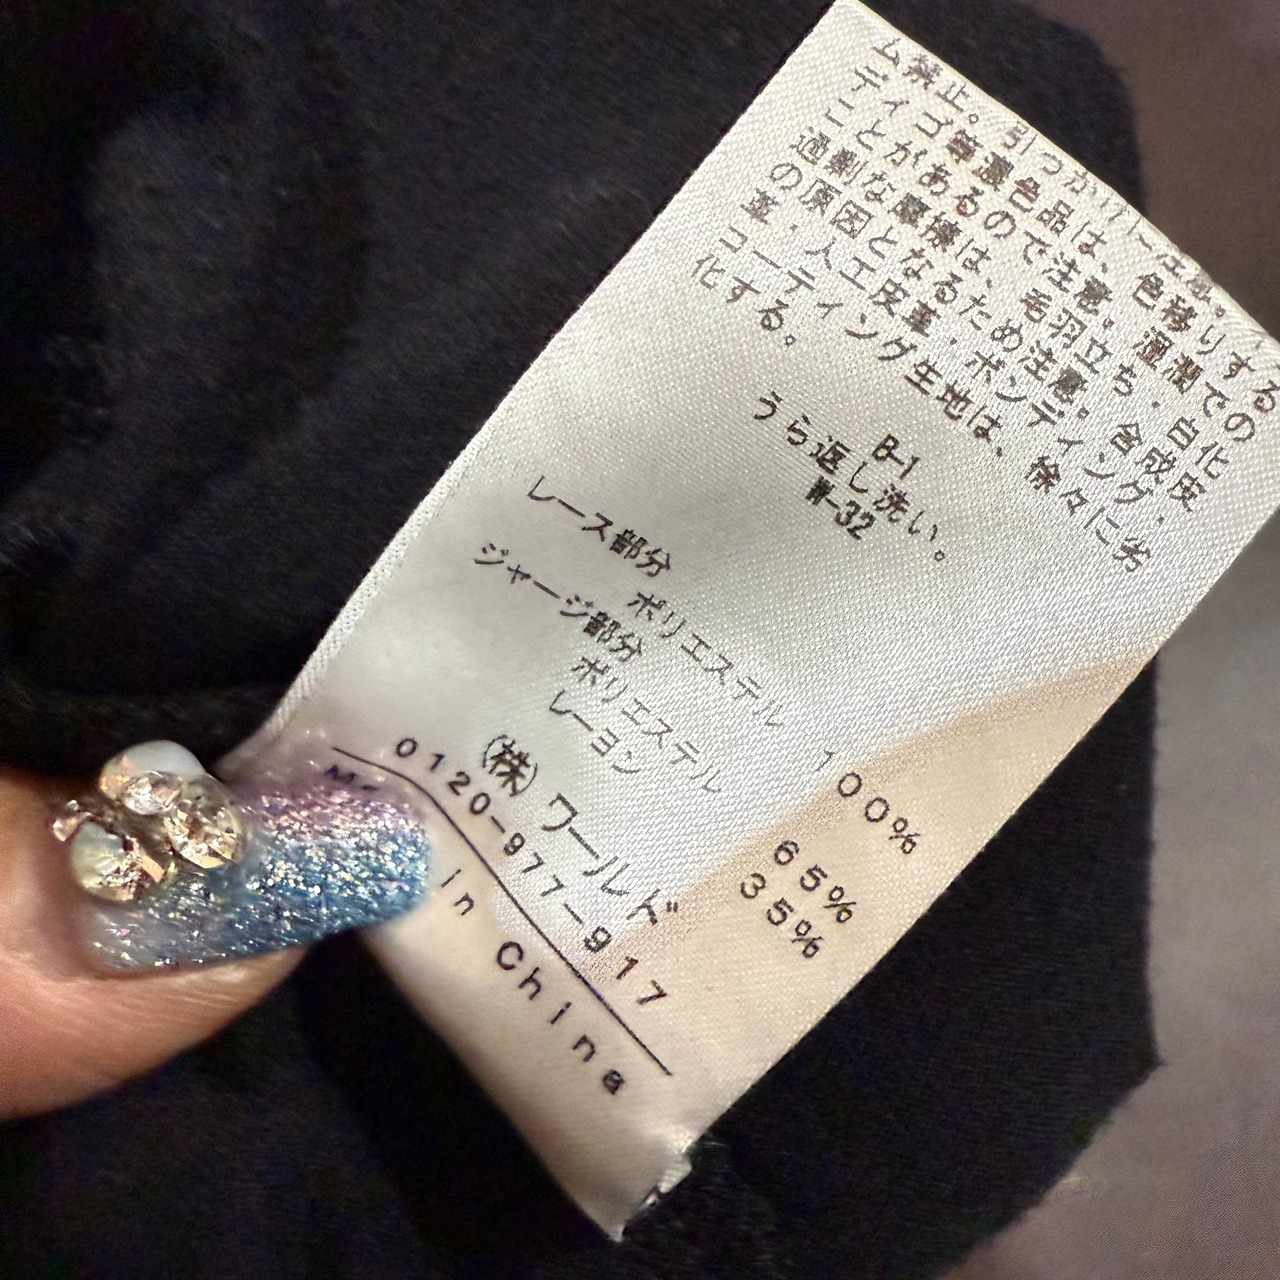 ム禁止。引つかけに注意。
ディゴ等濃色品は、色移りする
ことがあるので注意。湿潤での
過剰な摩擦は、毛羽立ち・白化
の原因となるため注意。合成皮
革・人工皮革・ボンディング・
コーティング生地は、徐々に劣
化する。
B-1
うら返し洗い。
W-32
レース部分
ポリエステル 100%
ジャージ部分
ポリエステル 65%
レーヨン 35%
(株)ワールド
0120-977-917
in China